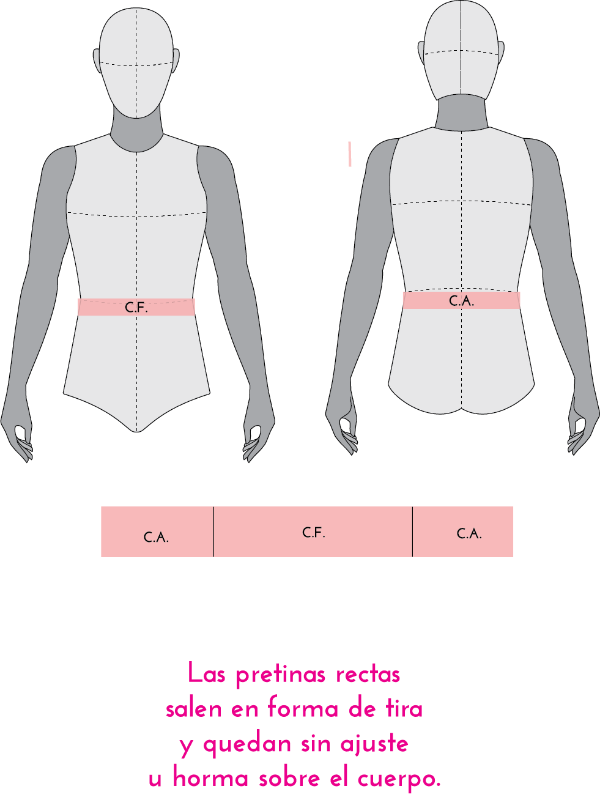 C.F.
C.A.
C.A.
C.F.
C.A.
Las pretinas rectas
salen en forma de tira
y quedan sin ajuste
u horma sobre el cuerpo.